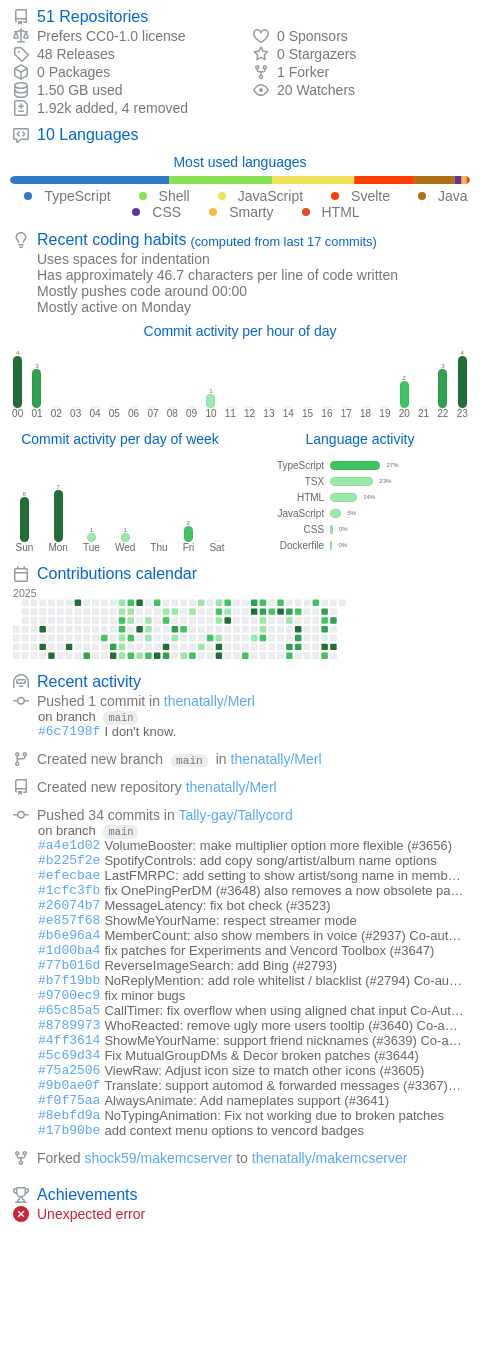 51 Repositories
Prefers CC0-1.0 license
0 Sponsors
48 Releases
0 Stargazers
0 Packages
1 Forker
1.50 GB used
20 Watchers
1.92k added, 4 removed
10 Languages
Most used languages
TypeScript Shell JavaScript Svelte Java
CSS Smarty HTML
Recent coding habits (computed from last 17 commits)
Uses spaces for indentation
Has approximately 46.7 characters per line of code written
Mostly pushes code around 00:00
Mostly active on Monday
Commit activity per hour of day
4 3 1 2 3 4
00 01 02 03 04 05 06 07 08 09 10 11 12 13 14 15 16 17 18 19 20 21 22 23
Commit activity per day of week
6 7 1 1 2
Sun Mon Tue Wed Thu Fri Sat
Language activity
TypeScript 27%
TSX 23%
HTML 14%
JavaScript 5%
CSS 0%
Dockerfile 0%
Contributions calendar
2025
Recent activity
Pushed 1 commit in thenatally/Merl
on branch main
#6c7198f I don't know.
Created new branch main in thenatally/Merl
Created new repository thenatally/Merl
Pushed 34 commits in Tally-gay/Tallycord
on branch main
#a4e1d02 VolumeBooster: make multiplier option more flexible (#3656)
#b225f2e SpotifyControls: add copy song/artist/album name options
#efecbae LastFMRPC: add setting to show artist/song name in memb…
#1cfc3fb fix OnePingPerDM (#3648) also removes a now obsolete pa…
#26074b7 MessageLatency: fix bot check (#3523)
#e857f68 ShowMeYourName: respect streamer mode
#b6e96a4 MemberCount: also show members in voice (#2937) Co-aut…
#1d00ba4 fix patches for Experiments and Vencord Toolbox (#3647)
#77b016d ReverseImageSearch: add Bing (#2793)
#b7f19bb NoReplyMention: add role whitelist / blacklist (#2794) Co-au…
#9700ec9 fix minor bugs
#65c85a5 CallTimer: fix overflow when using aligned chat input Co-Aut…
#8789973 WhoReacted: remove ugly more users tooltip (#3640) Co-a…
#4ff3614 ShowMeYourName: support friend nicknames (#3639) Co-a…
#5c69d34 Fix MutualGroupDMs & Decor broken patches (#3644)
#75a2506 ViewRaw: Adjust icon size to match other icons (#3605)
#9b0ae0f Translate: support automod & forwarded messages (#3367)…
#f0f75aa AlwaysAnimate: Add nameplates support (#3641)
#8ebfd9a NoTypingAnimation: Fix not working due to broken patches
#17b90be add context menu options to vencord badges
Forked shock59/makemcserver to thenatally/makemcserver
Achievements
Unexpected error